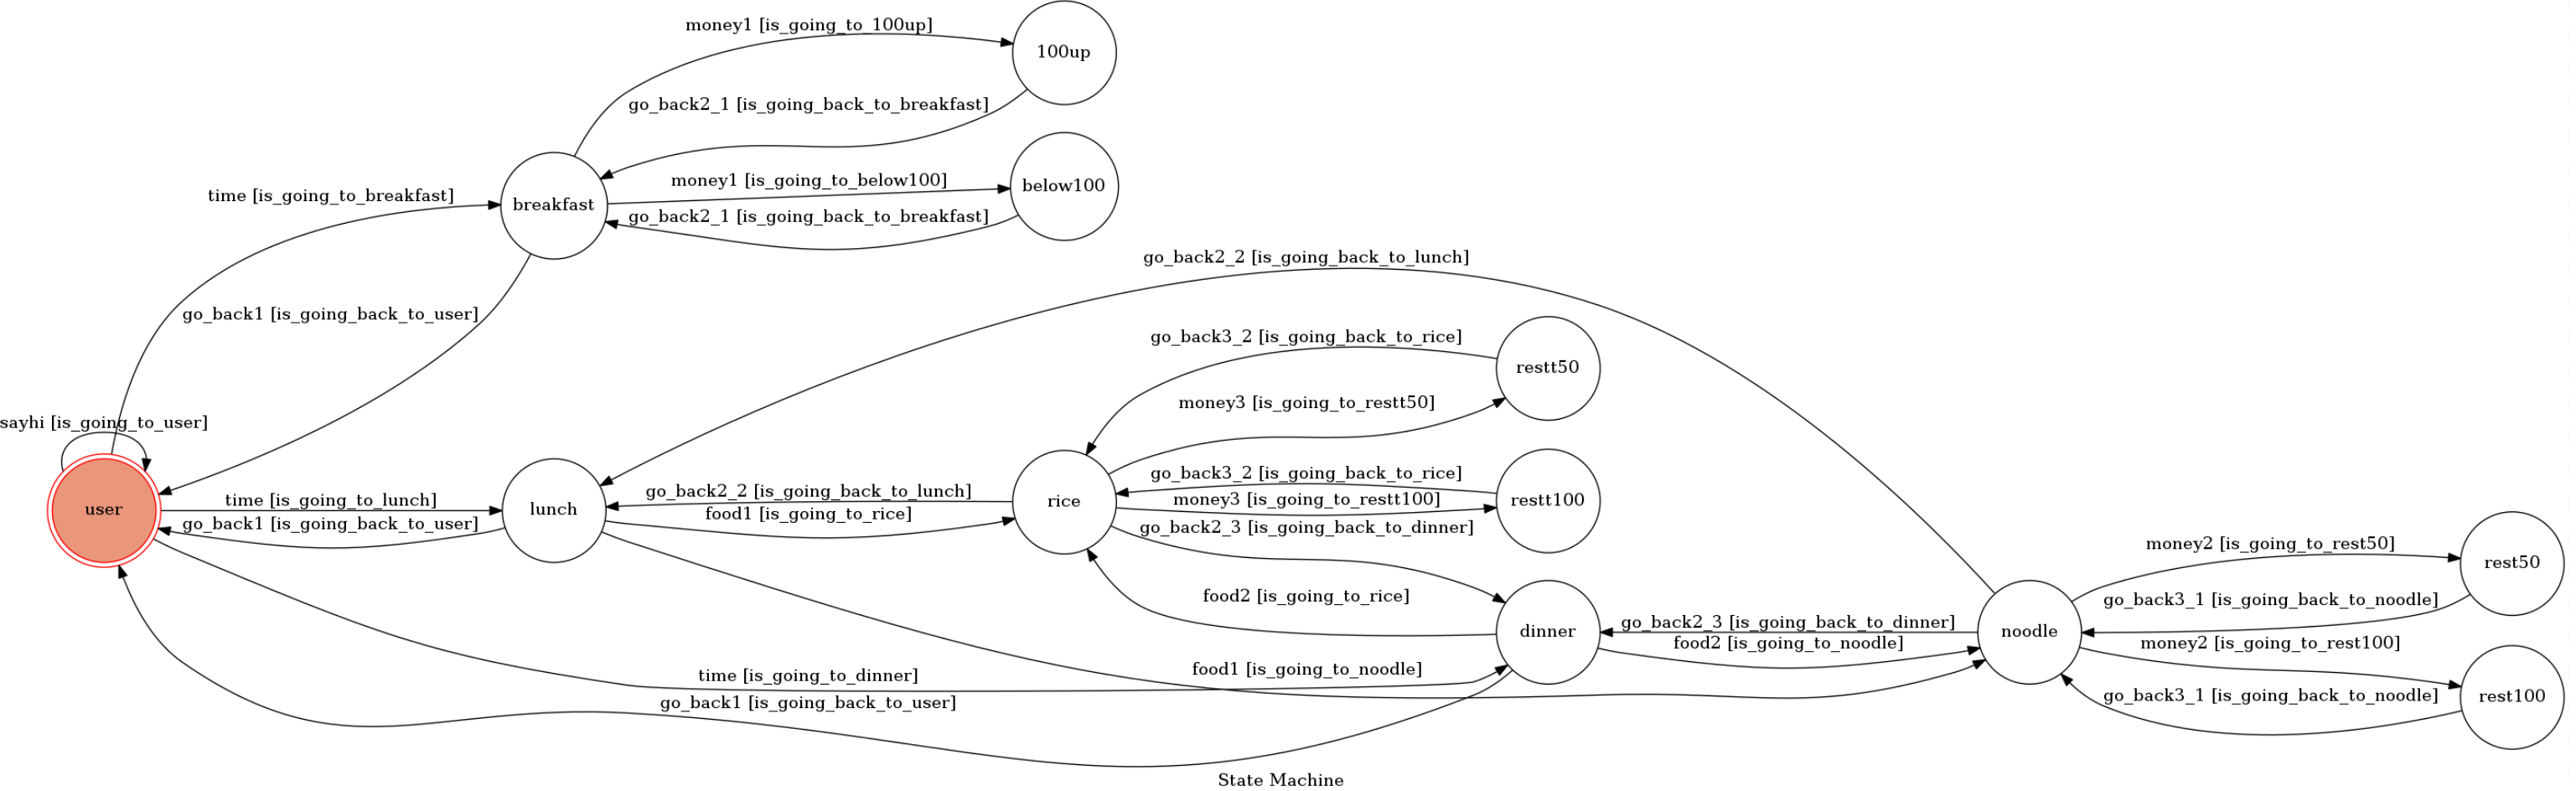 money1 [is_going_to_100up]
100up
go_back2_1 [is_going_back_to_breakfast]
money1 [is_going_to_below100]
below100
time [is_going_to_breakfast]
breakfast
go_back2_1 [is_going_back_to_breakfast]
go_back2_2 [is_going_back_to_lunch]
go_back1 [is_going_back_to_user]
go_back3_2 [is_going_back_to_rice]
restt50
money3 [is_going_to_restt50]
sayhi [is_going_to_user]
go_back3_2 [is_going_back_to_rice]
time [is_going_to_lunch]
go_back2_2 [is_going_back_to_lunch]
money3 [is_going_to_restt100]
restt100
user
lunch
rice
go_back1 [is_going_back_to_user]
food1 [is_going_to_rice]
go_back2_3 [is_going_back_to_dinner]
money2 [is_going_to_rest50]
rest50
food2 [is_going_to_rice]
go_back3_1 [is_going_back_to_noodle]
dinner
go_back2_3 [is_going_back_to_dinner]
noodle
food2 [is_going_to_noodle]
money2 [is_going_to_rest100]
time [is_going_to_dinner]
food1 [is_going_to_noodle]
go_back3_1 [is_going_back_to_noodle]
rest100
go_back1 [is_going_back_to_user]
State Machine